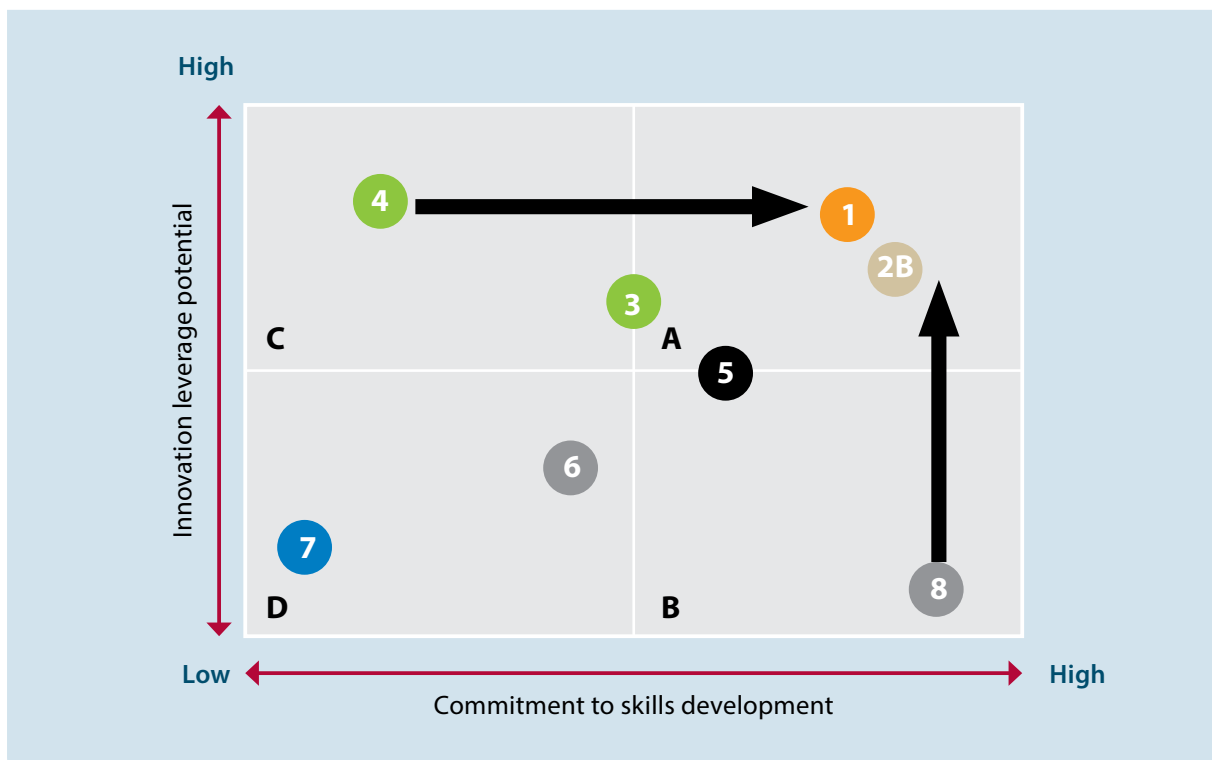 High
4
1
2B
3
C
A
5
6
7
8
D
B
Innovation leverage potential
Low
High
Commitment to skills development